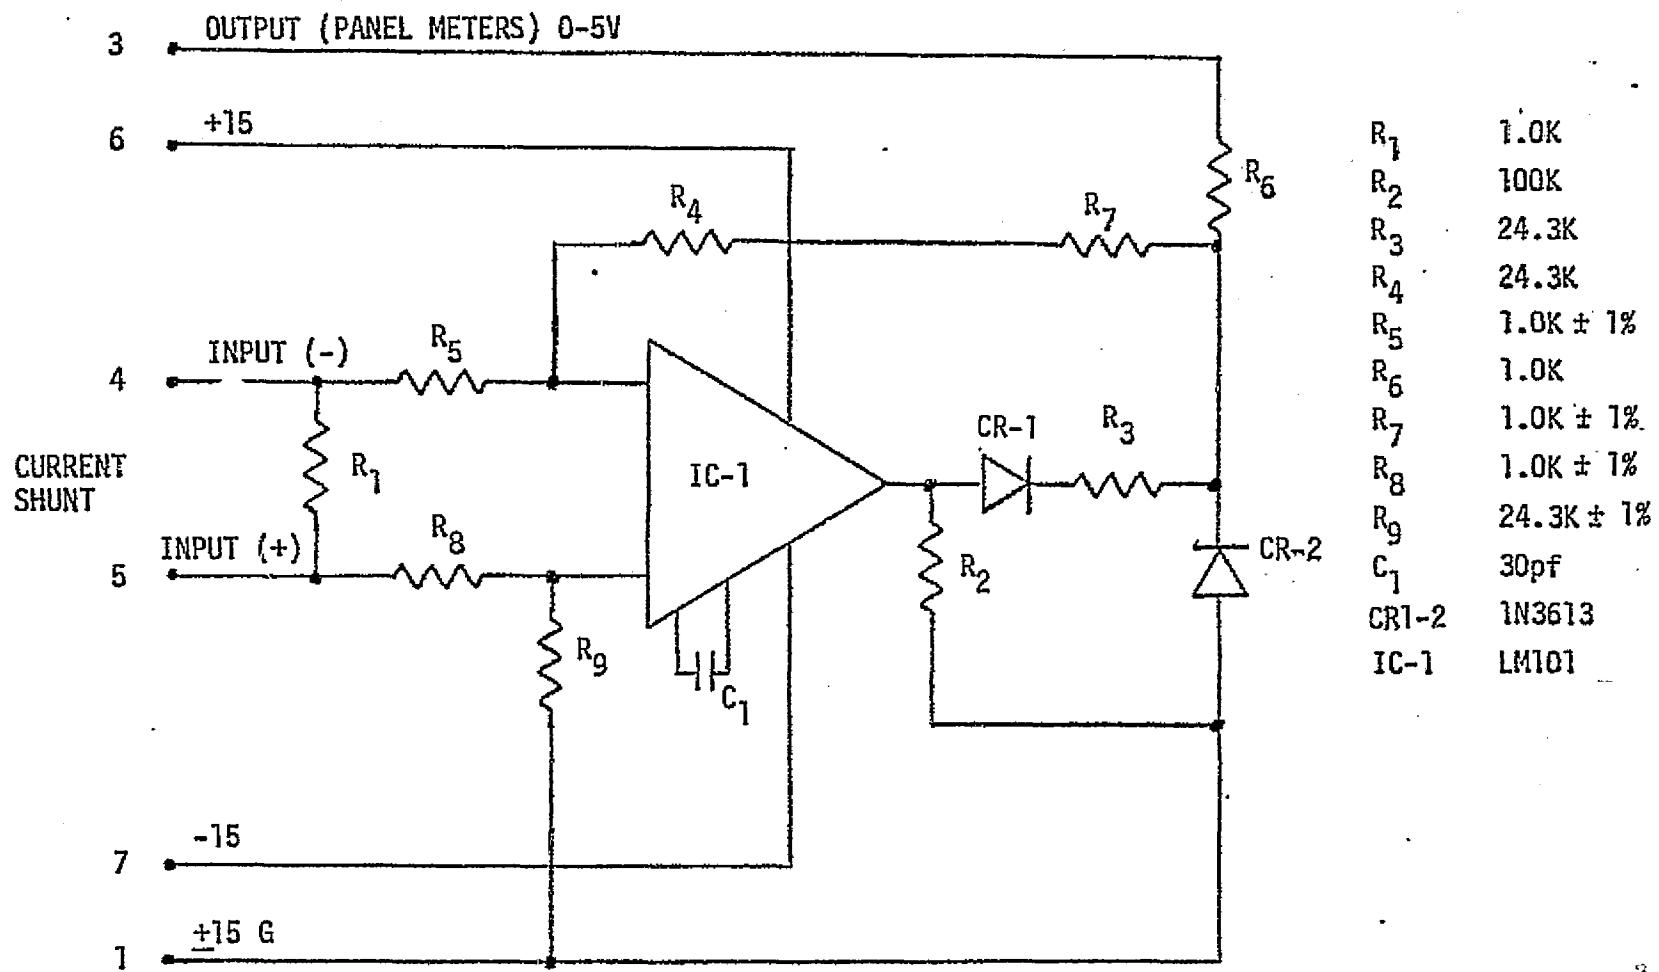 3 OUTPUT (PANEL METERS) 0-5V
6 +15
R4
R7
R6
4 INPUT (-)
R5
CURRENT
SHUNT
R1
IC-1
CR-1
R3
5 INPUT (+)
R8
R2
CR-2
R9
C1
7 -15
1 ±15 G
R1 1.0K
R2 100K
R3 24.3K
R4 24.3K
R5 1.0K ± 1%
R6 1.0K
R7 1.0K ± 1%
R8 1.0K ± 1%
R9 24.3K ± 1%
C1 30pf
CR1-2 1N3613
IC-1 LM101